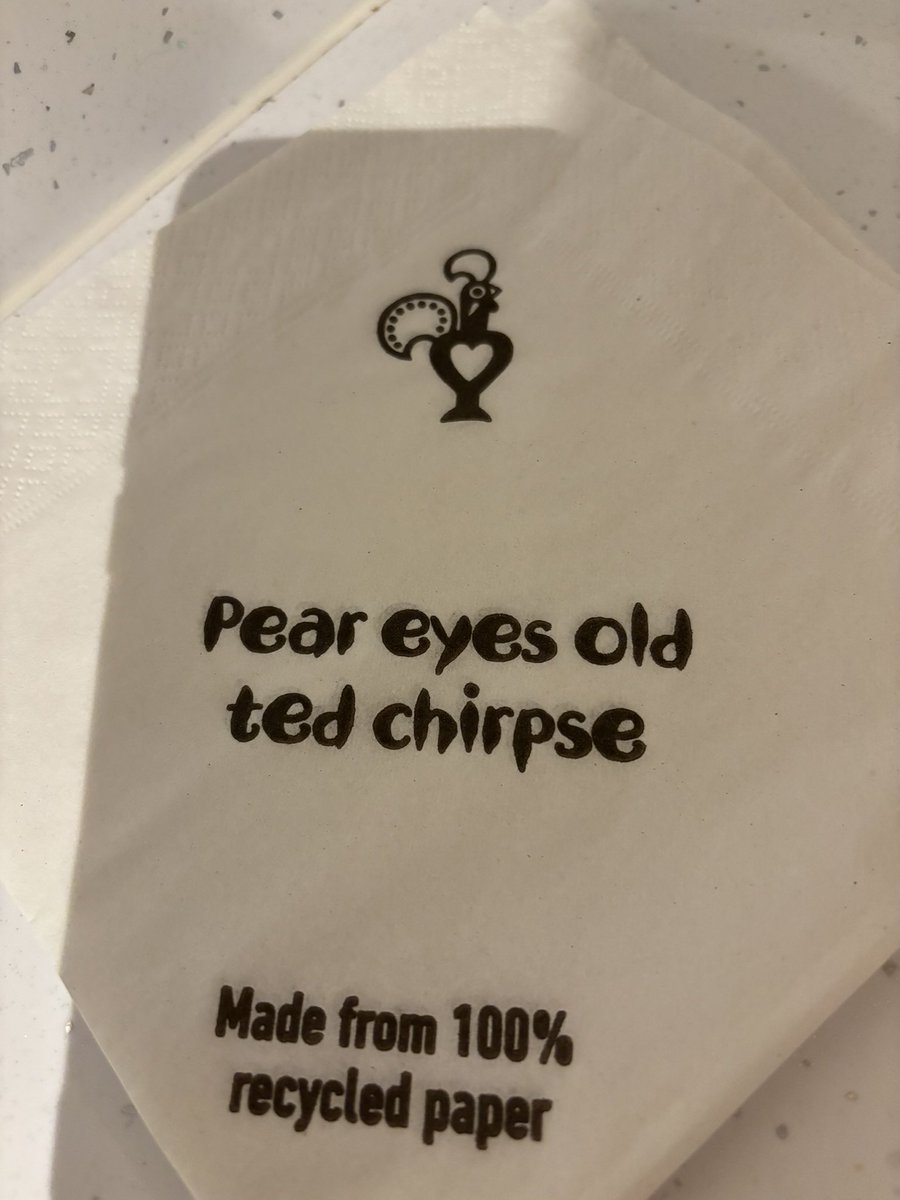 Pear eyes old
ted chirpse
Made from 100%
recycled paper